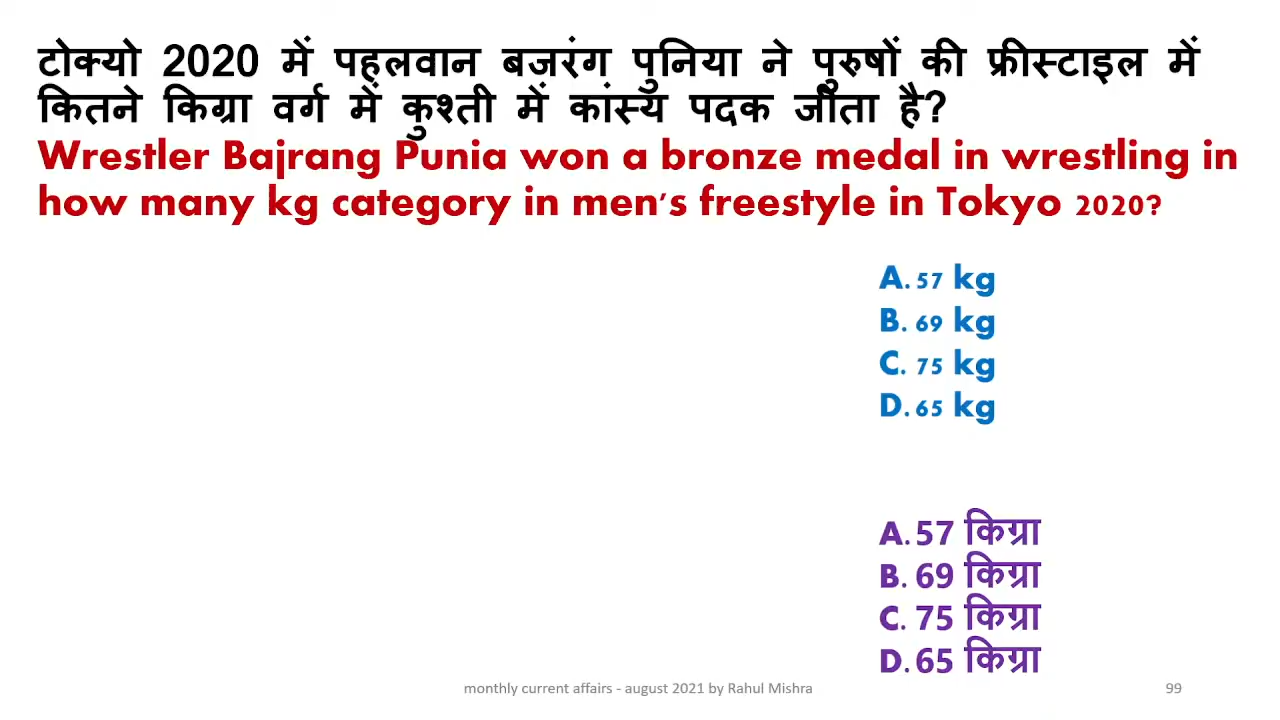 टोक्यो 2020 में पहलवान बजरंग पुनिया ने पुरुषों की फ्रीस्टाइल में
कितने किग्रा वर्ग में कुश्ती में कांस्य पदक जीता है?
Wrestler Bajrang Punia won a bronze medal in wrestling in
how many kg category in men's freestyle in Tokyo 2020?
A. 57 kg
B. 69 kg
C. 75 kg
D. 65 kg
A. 57 किग्रा
B. 69 किग्रा
C. 75 किग्रा
D. 65 किग्रा
monthly current affairs - august 2021 by Rahul Mishra
99